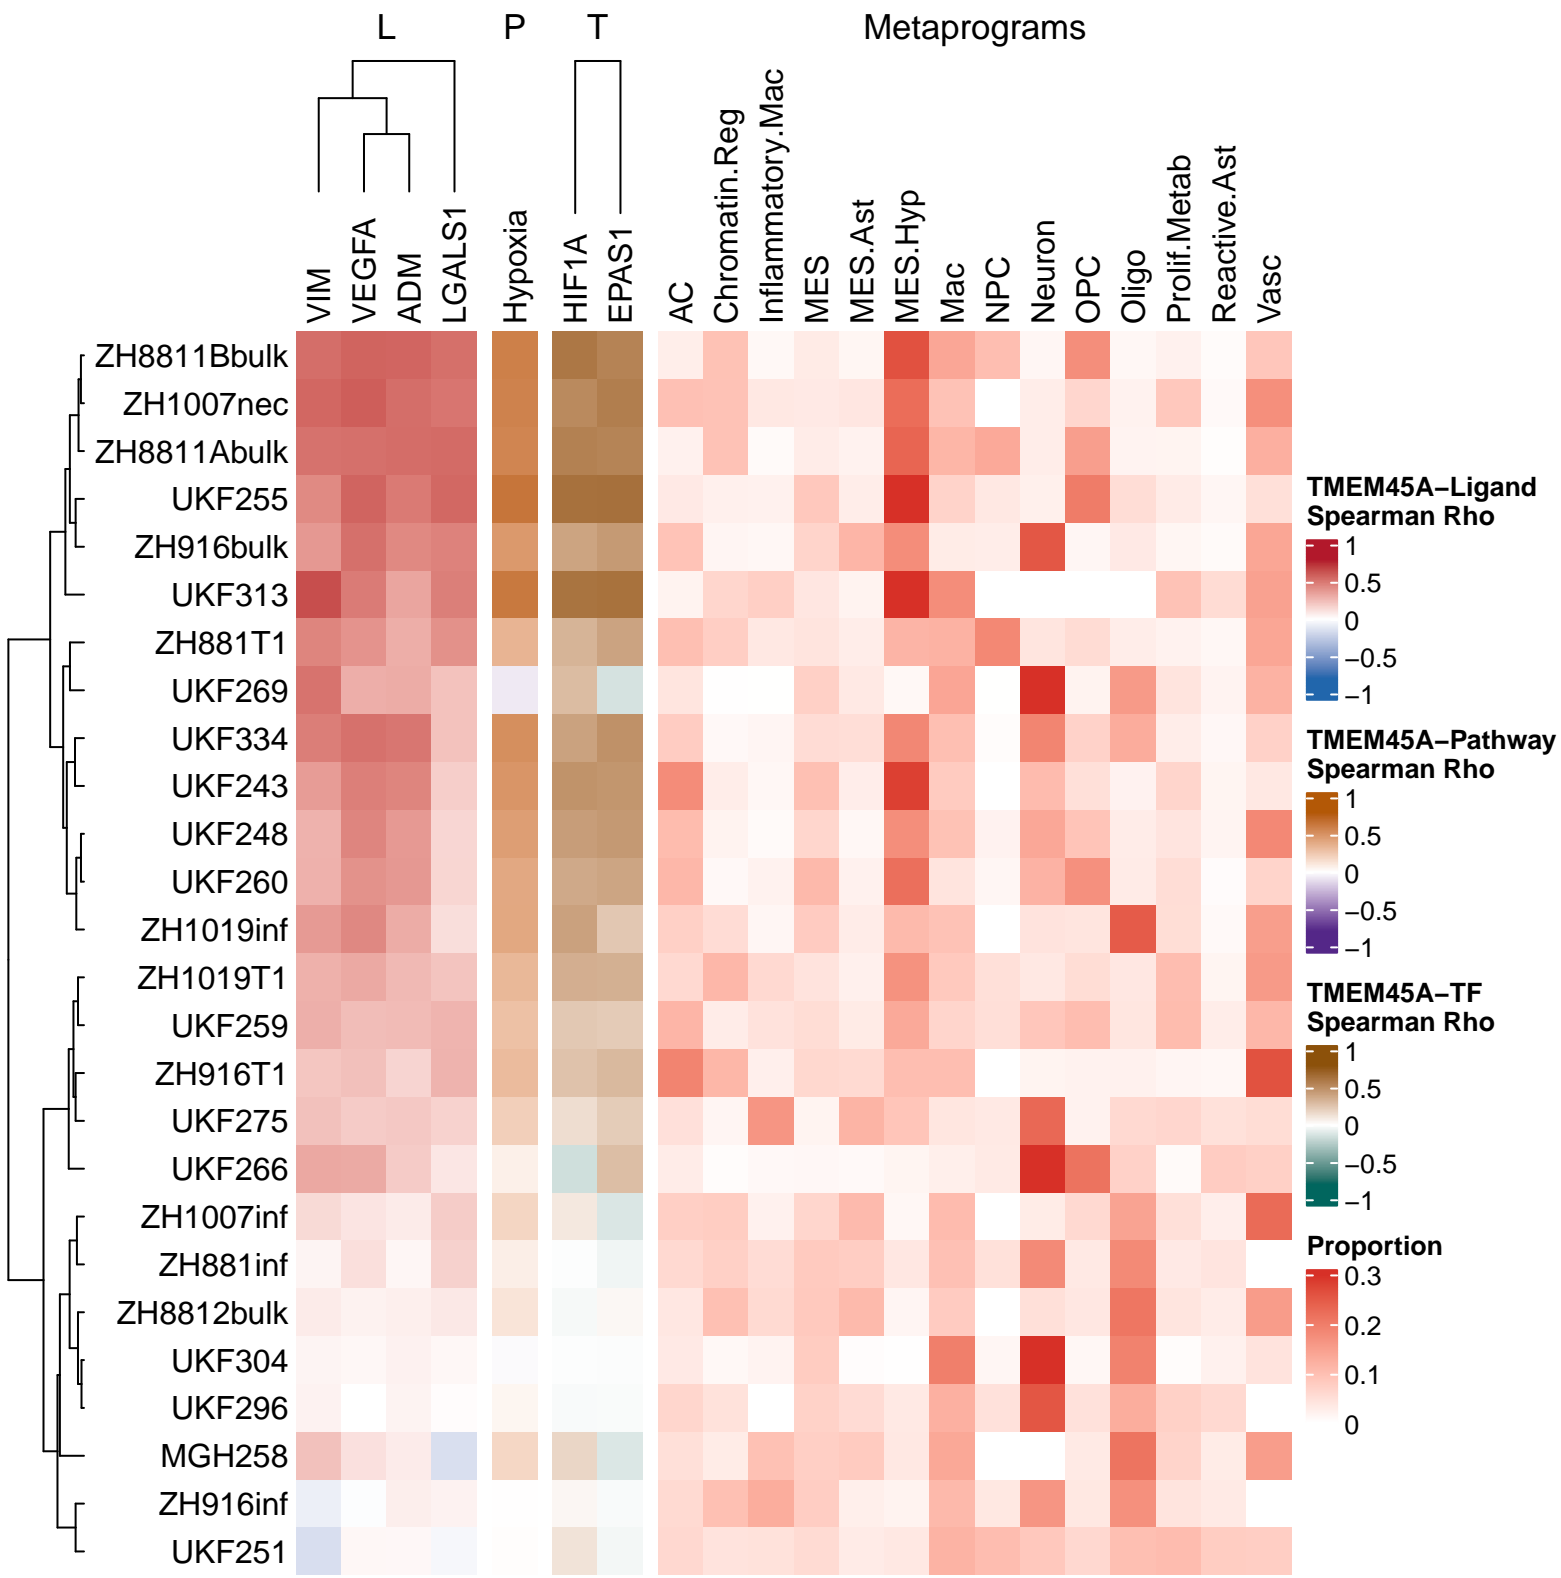 L P T Metaprograms
VIM
VEGFA
ADM
LGALS1
Hypoxia
HIF1A
EPAS1
AC
Chromatin.Reg
Inflammatory.Mac
MES
MES.Ast
MES.Hyp
Mac
NPC
Neuron
OPC
Oligo
Prolif.Metab
Reactive.Ast
Vasc
ZH8811Bbulk
ZH1007nec
ZH8811Abulk
UKF255
ZH916bulk
UKF313
ZH881T1
UKF269
UKF334
UKF243
UKF248
UKF260
ZH1019inf
ZH1019T1
UKF259
ZH916T1
UKF275
UKF266
ZH1007inf
ZH881inf
ZH8812bulk
UKF304
UKF296
MGH258
ZH916inf
UKF251
TMEM45A−Ligand
Spearman Rho
1
0.5
0
−0.5
−1
TMEM45A−Pathway
Spearman Rho
1
0.5
0
−0.5
−1
TMEM45A−TF
Spearman Rho
1
0.5
0
−0.5
−1
Proportion
0.3
0.2
0.1
0